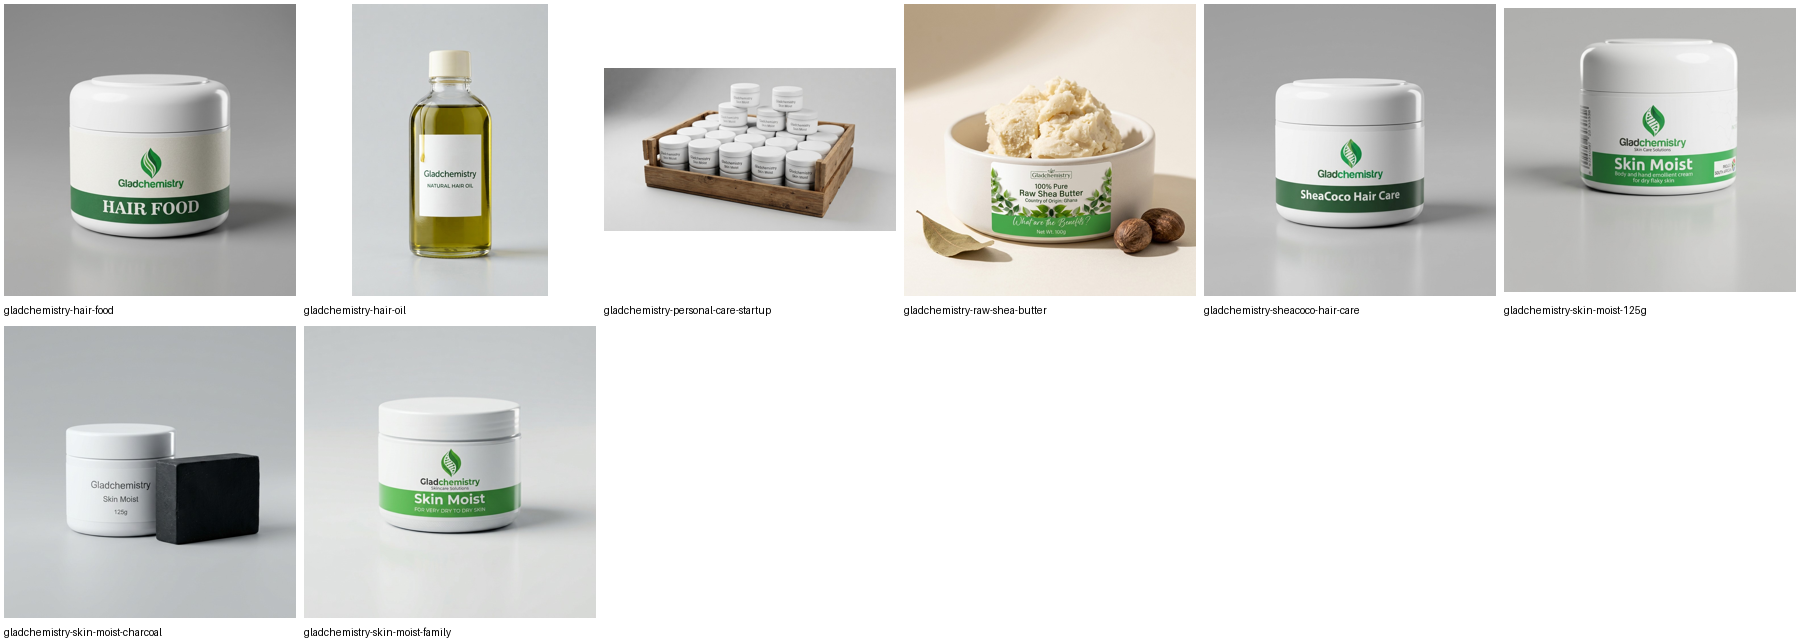 Gladchemistry
HAIR FOOD
gladchemistry-hair-food
Gladchemistry
NATURAL HAIR OIL
gladchemistry-hair-oil
gladchemistry-personal-care-startup
Gladchemistry
100% Pure
Raw Shea Butter
Country of Origin: Ghana
What are the Benefits?
Net Wt. 300g
gladchemistry-raw-shea-butter
Gladchemistry
SheaCoco Hair Care
gladchemistry-sheacoco-hair-care
Gladchemistry
Skin Care Solutions
Skin Moist
Body and hand emollient cream
for dry flaky skin
gladchemistry-skin-moist-125g
Gladchemistry
Skin Moist
125g
gladchemistry-skin-moist-charcoal
Gladchemistry
Skincare Solutions
Skin Moist
FOR VERY DRY TO DRY SKIN
gladchemistry-skin-moist-family